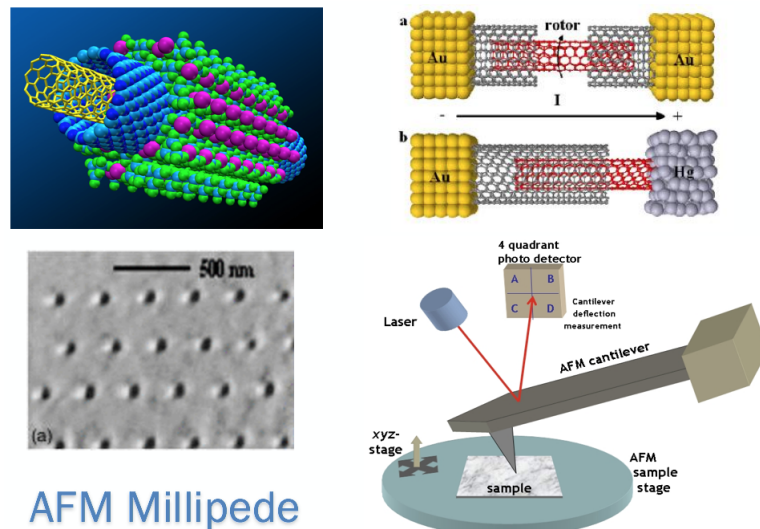 a
rotor
Au
Au
I
- +
b
Au
Hg
500 nm
(a)
4 quadrant
photo detector
A B
C D
Cantilever
deflection
measurement
Laser
AFM cantilever
xyz-
stage
sample
AFM
sample
stage
AFM Millipede